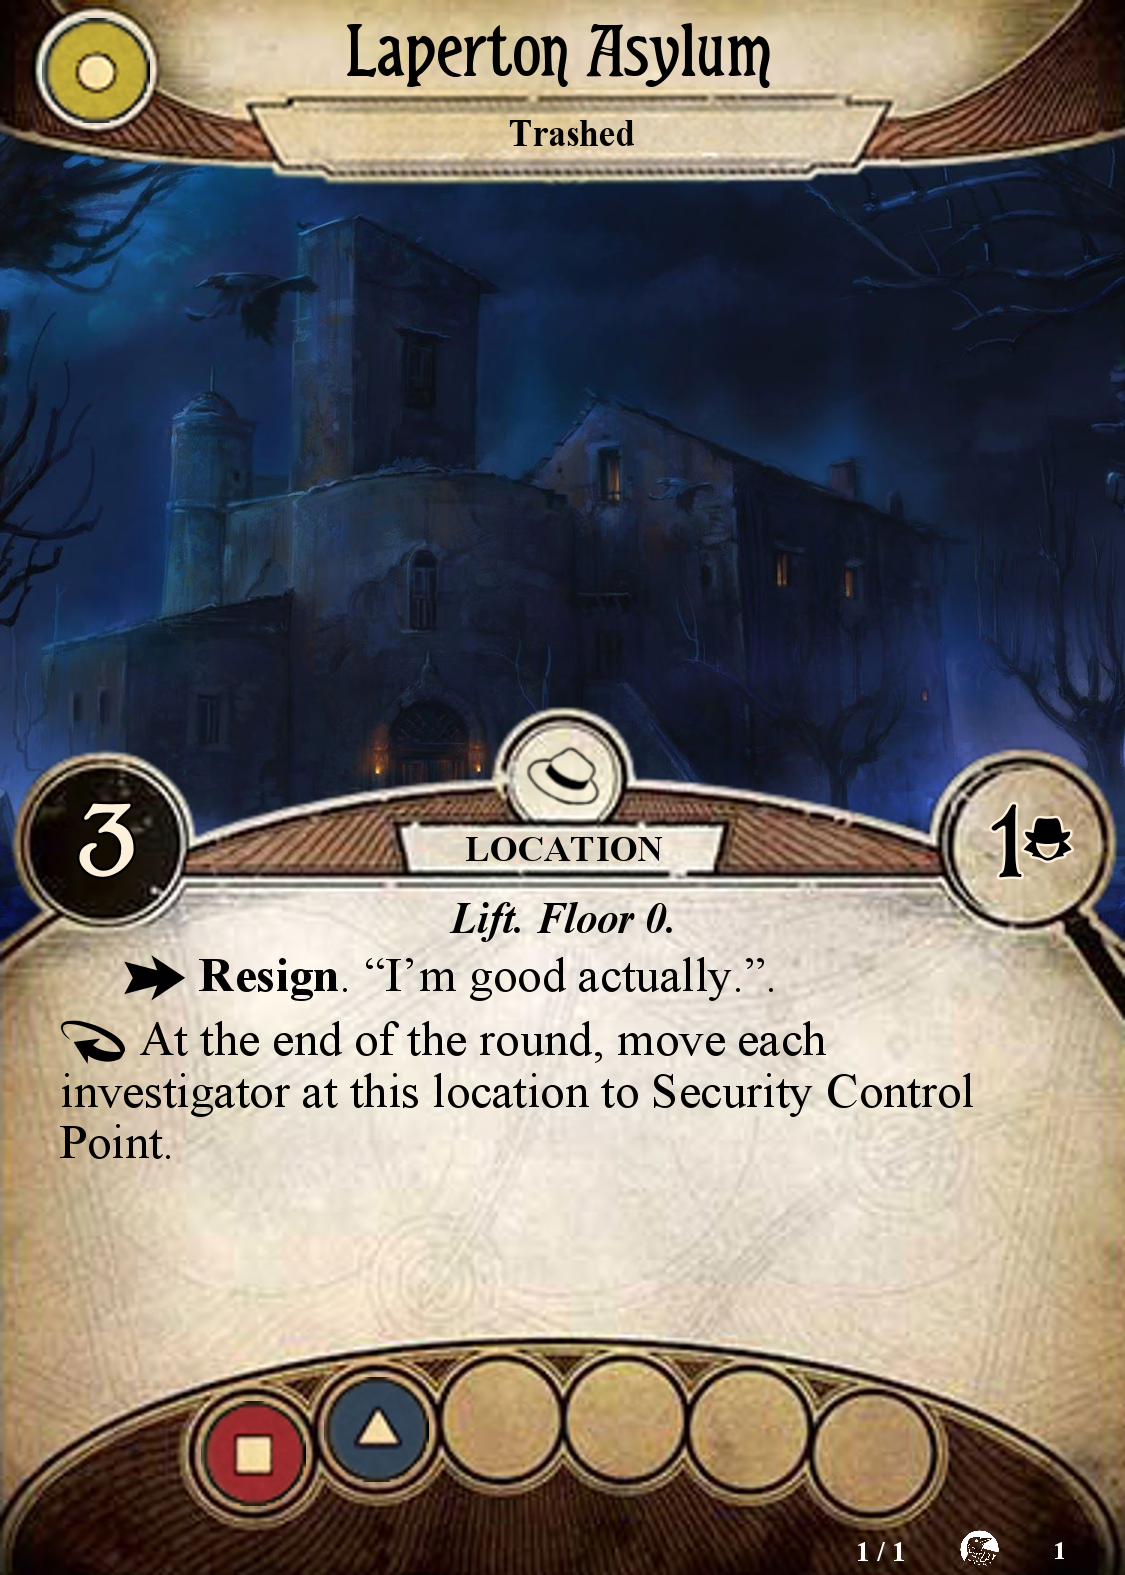 Laperton Asylum
Trashed
3
LOCATION
1
Lift. Floor 0.
Resign. “I’m good actually.”.
At the end of the round, move each
investigator at this location to Security Control
Point.
1 / 1
1